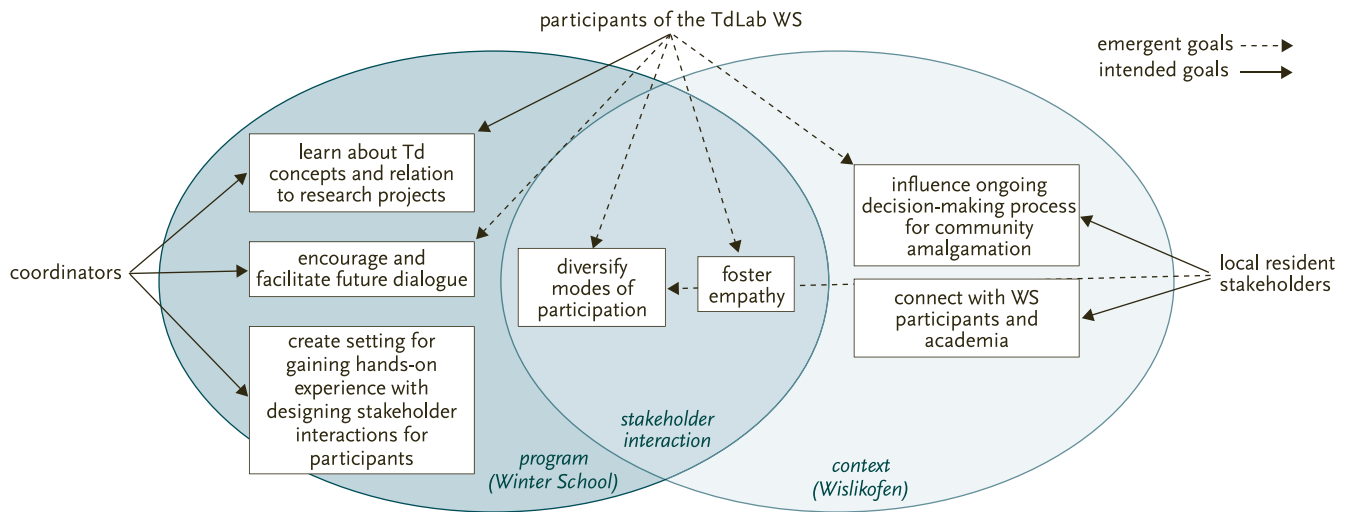 participants of the TdLab WS
emergent goals
intended goals
learn about Td
concepts and relation
to research projects
influence ongoing
decision-making process
for community
amalgamation
coordinators
encourage and
facilitate future dialogue
diversify
modes of
participation
foster
empathy
local resident
stakeholders
connect with WS
participants and
academia
create setting for
gaining hands-on
experience with
designing stakeholder
interactions for
participants
stakeholder
interaction
program
(Winter School)
context
(Wislikofen)